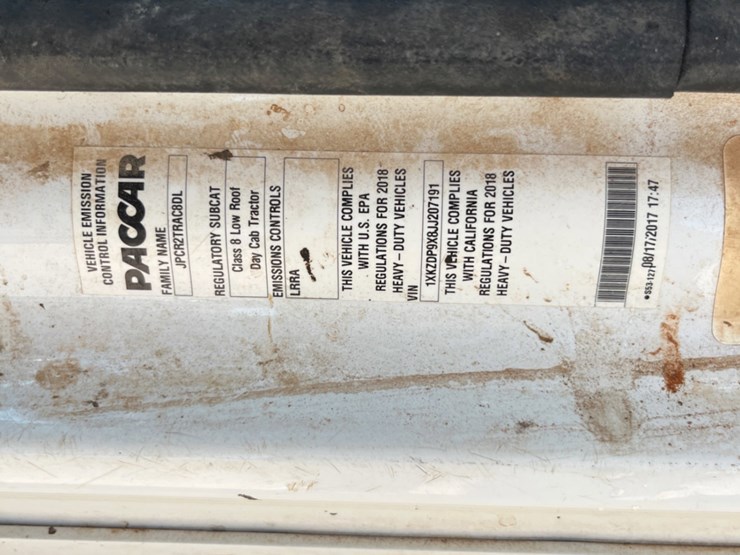 VEHICLE EMISSION
CONTROL INFORMATION
PACCAR
FAMILY NAME
JPCR2TRAC8DL
REGULATORY SUBCAT
Class 8 Low Roof
Day Cab Tractor
EMISSIONS CONTROLS
LRRA
THIS VEHICLE COMPLIES
WITH U.S. EPA
REGULATIONS FOR 2018
HEAVY-DUTY VEHICLES
VIN
1XKZDP9X8JJ207191
THIS VEHICLE COMPLIES
WITH CALIFORNIA
REGULATIONS FOR 2018
HEAVY-DUTY VEHICLES
08/17/2017 17:47